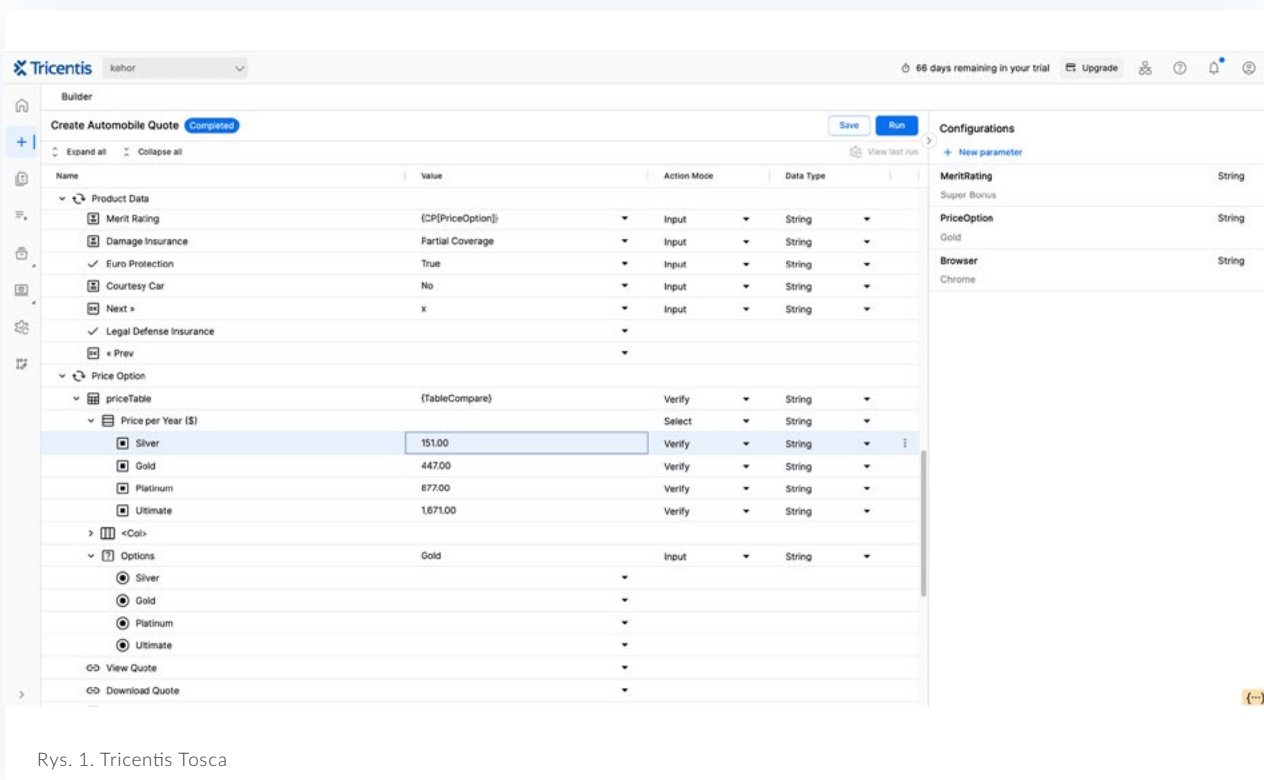 Tricentis kehor 66 days remaining in your trial Upgrade
Builder
Create Automobile Quote Completed Save Run
Expand all Collapse all View last run
Name Value Action Mode Data Type
Product Data
Merit Rating {CP[PriceOption]} Input String
Damage Insurance Partial Coverage Input String
Euro Protection True Input String
Courtesy Car No Input String
Next » x Input String
Legal Defense Insurance
« Prev
Price Option
priceTable {TableCompare} Verify String
Price per Year ($) Select String
Silver 151.00 Verify String
Gold 447.00 Verify String
Platinum 877.00 Verify String
Ultimate 1,671.00 Verify String
<Col>
Options Gold Input String
Silver
Gold
Platinum
Ultimate
View Quote
Download Quote
Configurations
+ New parameter
MeritRating String
Super Bonus
PriceOption String
Gold
Browser String
Chrome
{···}
Rys. 1. Tricentis Tosca